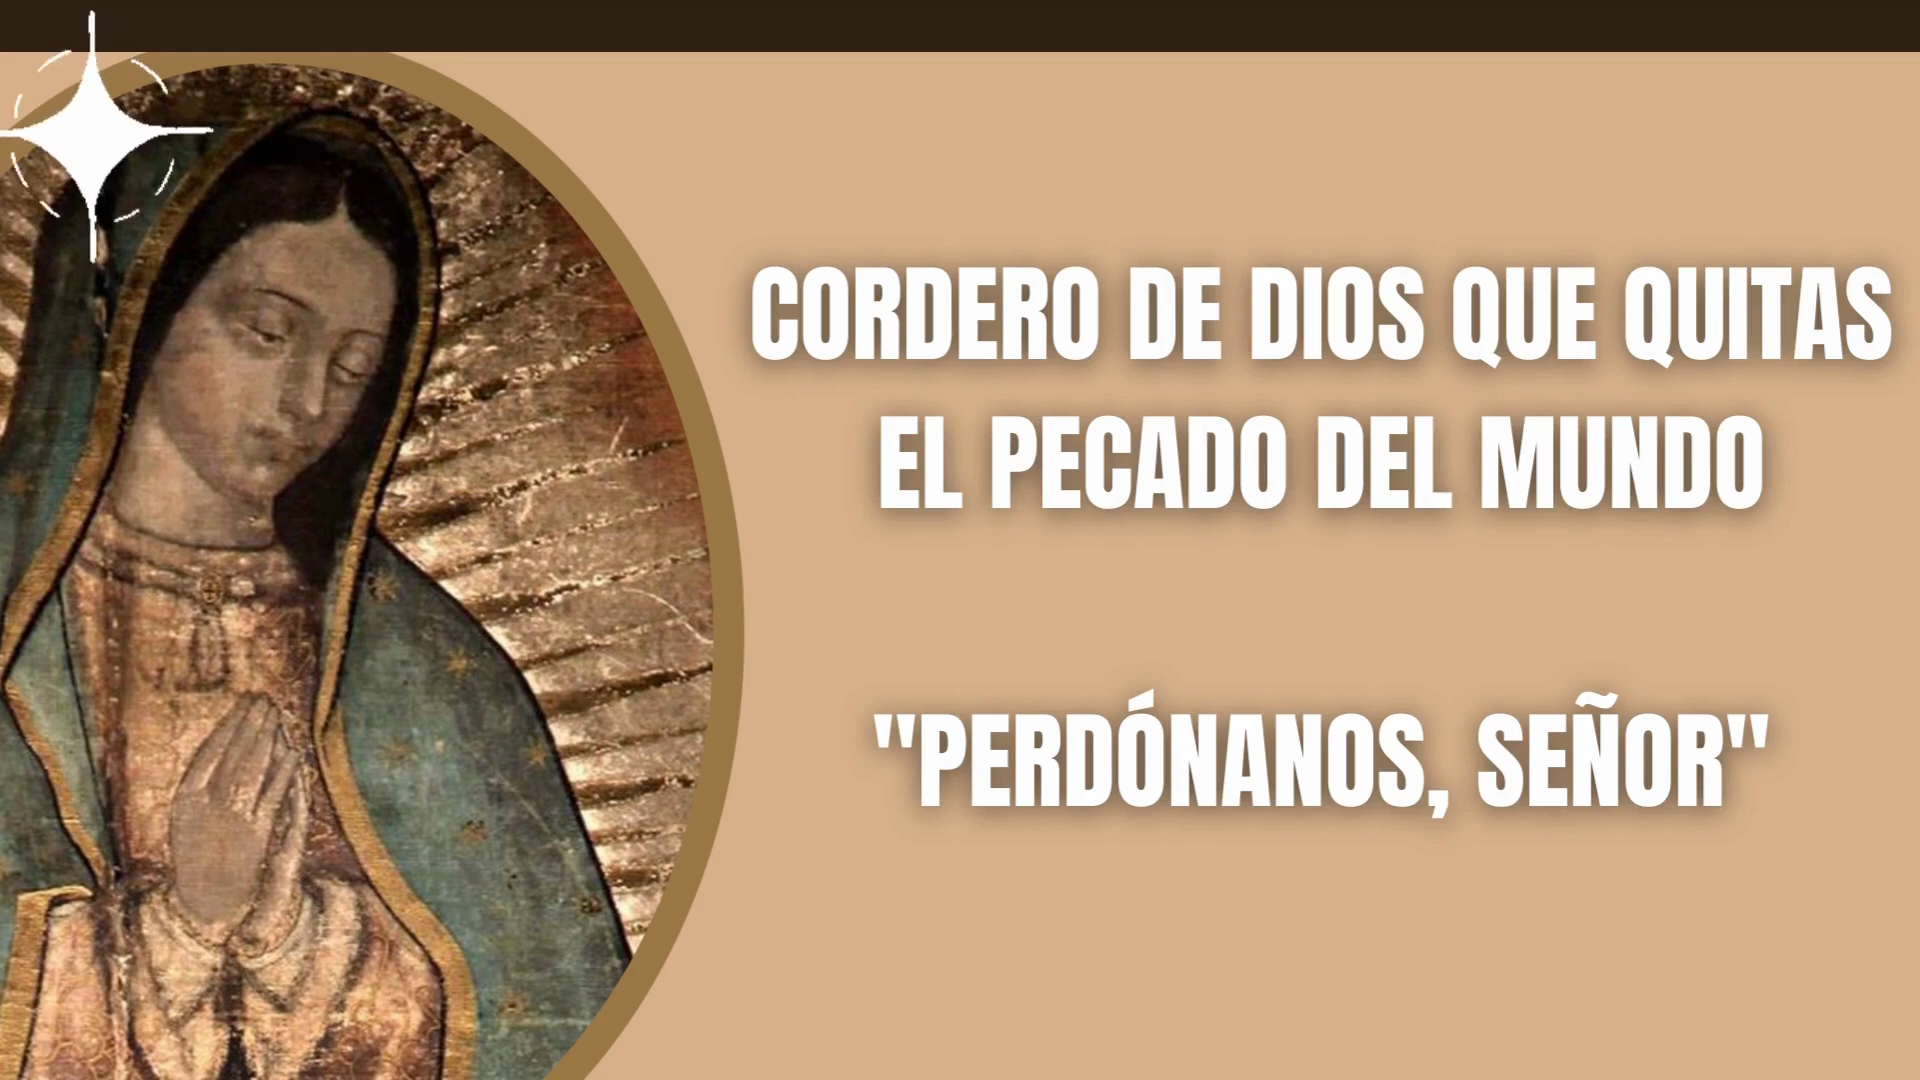 CORDERO DE DIOS QUE QUITAS
EL PECADO DEL MUNDO
"PERDÓNANOS, SEÑOR"